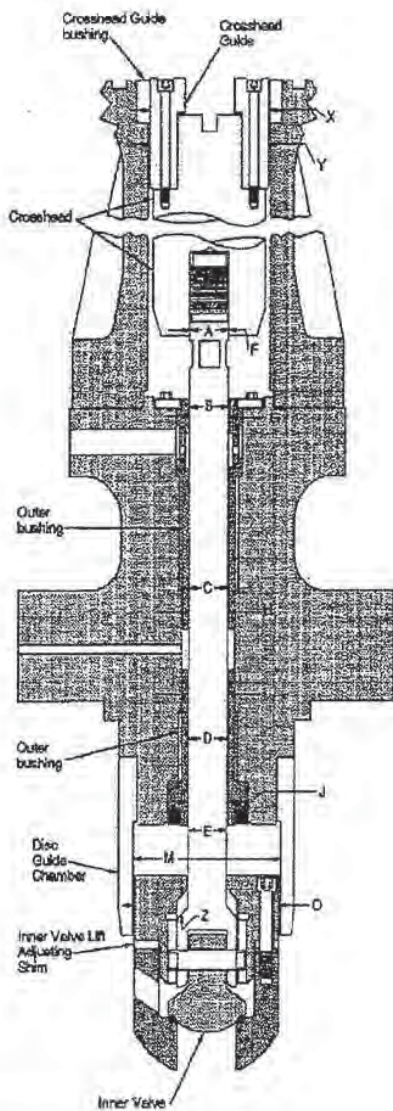 Crosshead Guide
bushing
Crosshead
Guide
X
Y
Crosshead
A
F
B
Outer
bushing
C
Outer
bushing
D
J
E
Disc
Guide
Chamber
M
O
Z
Inner Valve Lift
Adjusting
Shim
Inner Valve